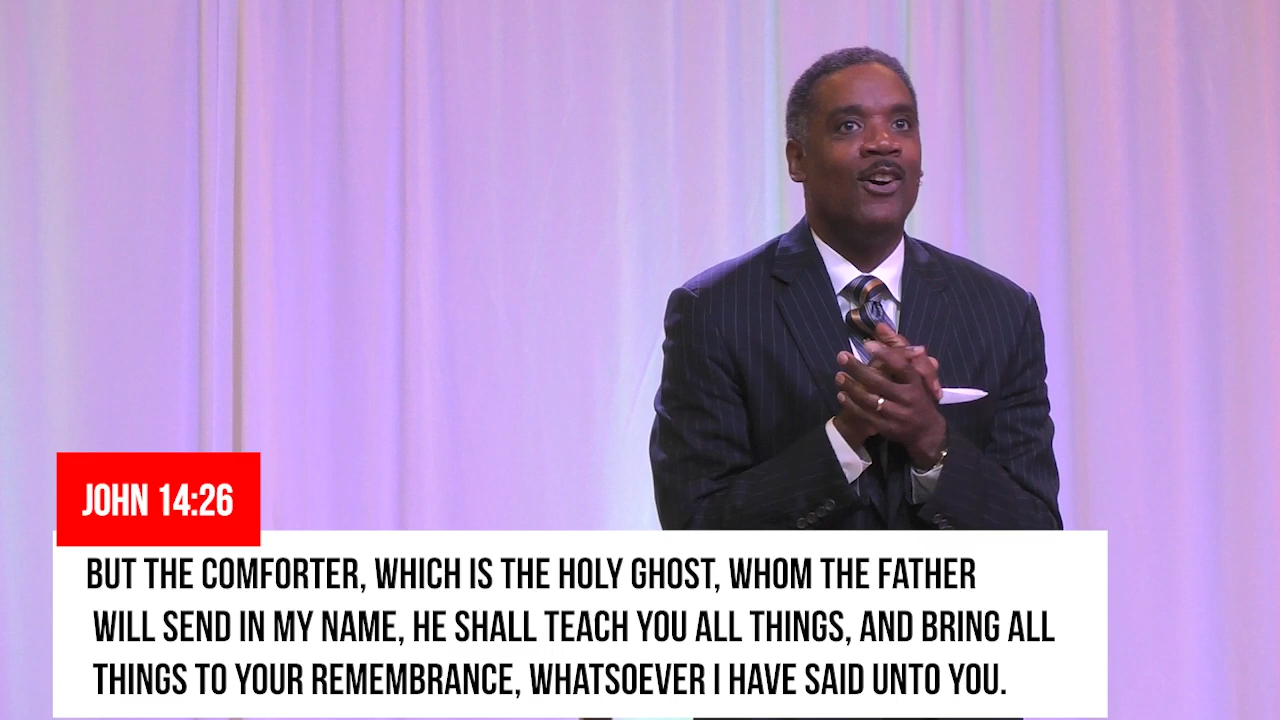 JOHN 14:26
BUT THE COMFORTER, WHICH IS THE HOLY GHOST, WHOM THE FATHER
WILL SEND IN MY NAME, HE SHALL TEACH YOU ALL THINGS, AND BRING ALL
THINGS TO YOUR REMEMBRANCE, WHATSOEVER I HAVE SAID UNTO YOU.